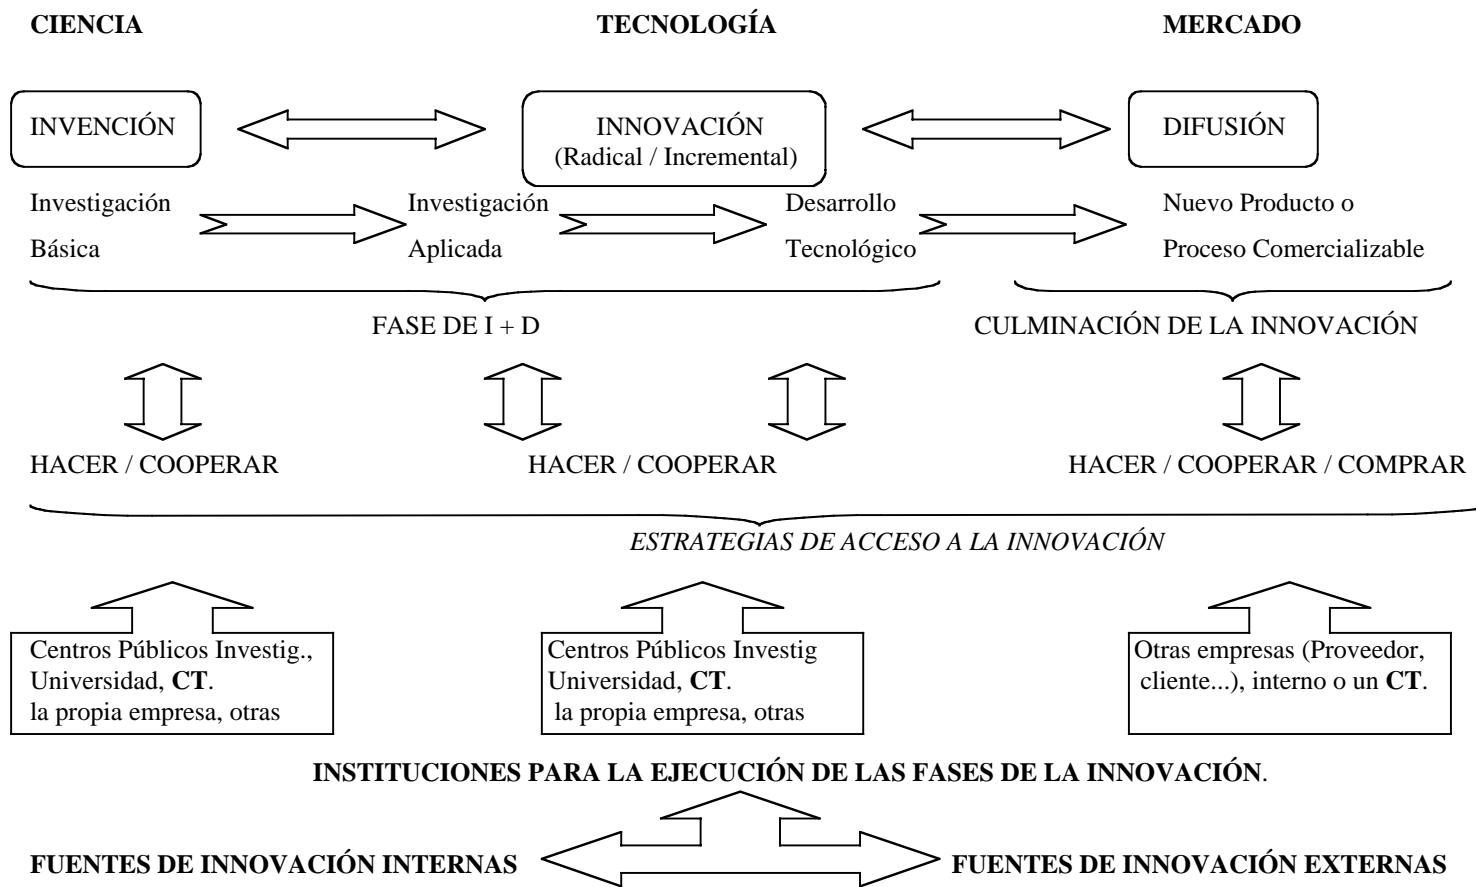 CIENCIA TECNOLOGÍA MERCADO
INVENCIÓN INNOVACIÓN DIFUSIÓN
(Radical / Incremental)
Investigación Investigación Desarrollo Nuevo Producto o
Básica Aplicada Tecnológico Proceso Comercializable
FASE DE I + D CULMINACIÓN DE LA INNOVACIÓN
HACER / COOPERAR HACER / COOPERAR HACER / COOPERAR / COMPRAR
ESTRATEGIAS DE ACCESO A LA INNOVACIÓN
Centros Públicos Investig.,
Universidad, CT.
la propia empresa, otras
Centros Públicos Investig
Universidad, CT.
la propia empresa, otras
Otras empresas (Proveedor,
cliente...), interno o un CT.
INSTITUCIONES PARA LA EJECUCIÓN DE LAS FASES DE LA INNOVACIÓN.
FUENTES DE INNOVACIÓN INTERNAS FUENTES DE INNOVACIÓN EXTERNAS